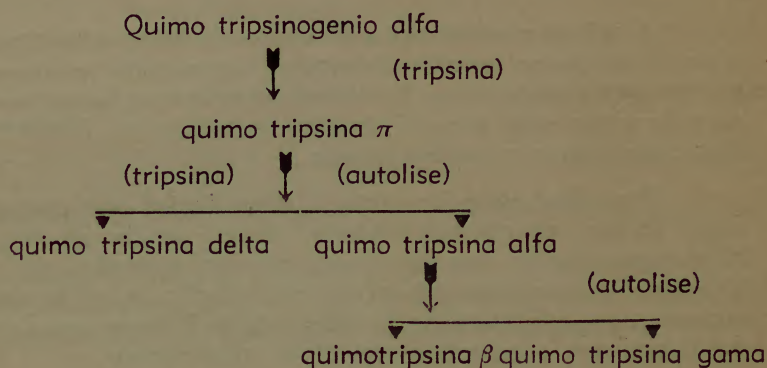 Quimo tripsinogenio alfa
(tripsina)
quimo tripsina π
(tripsina) (autolise)
quimo tripsina delta quimo tripsina alfa
(autolise)
quimotripsina β quimo tripsina gama